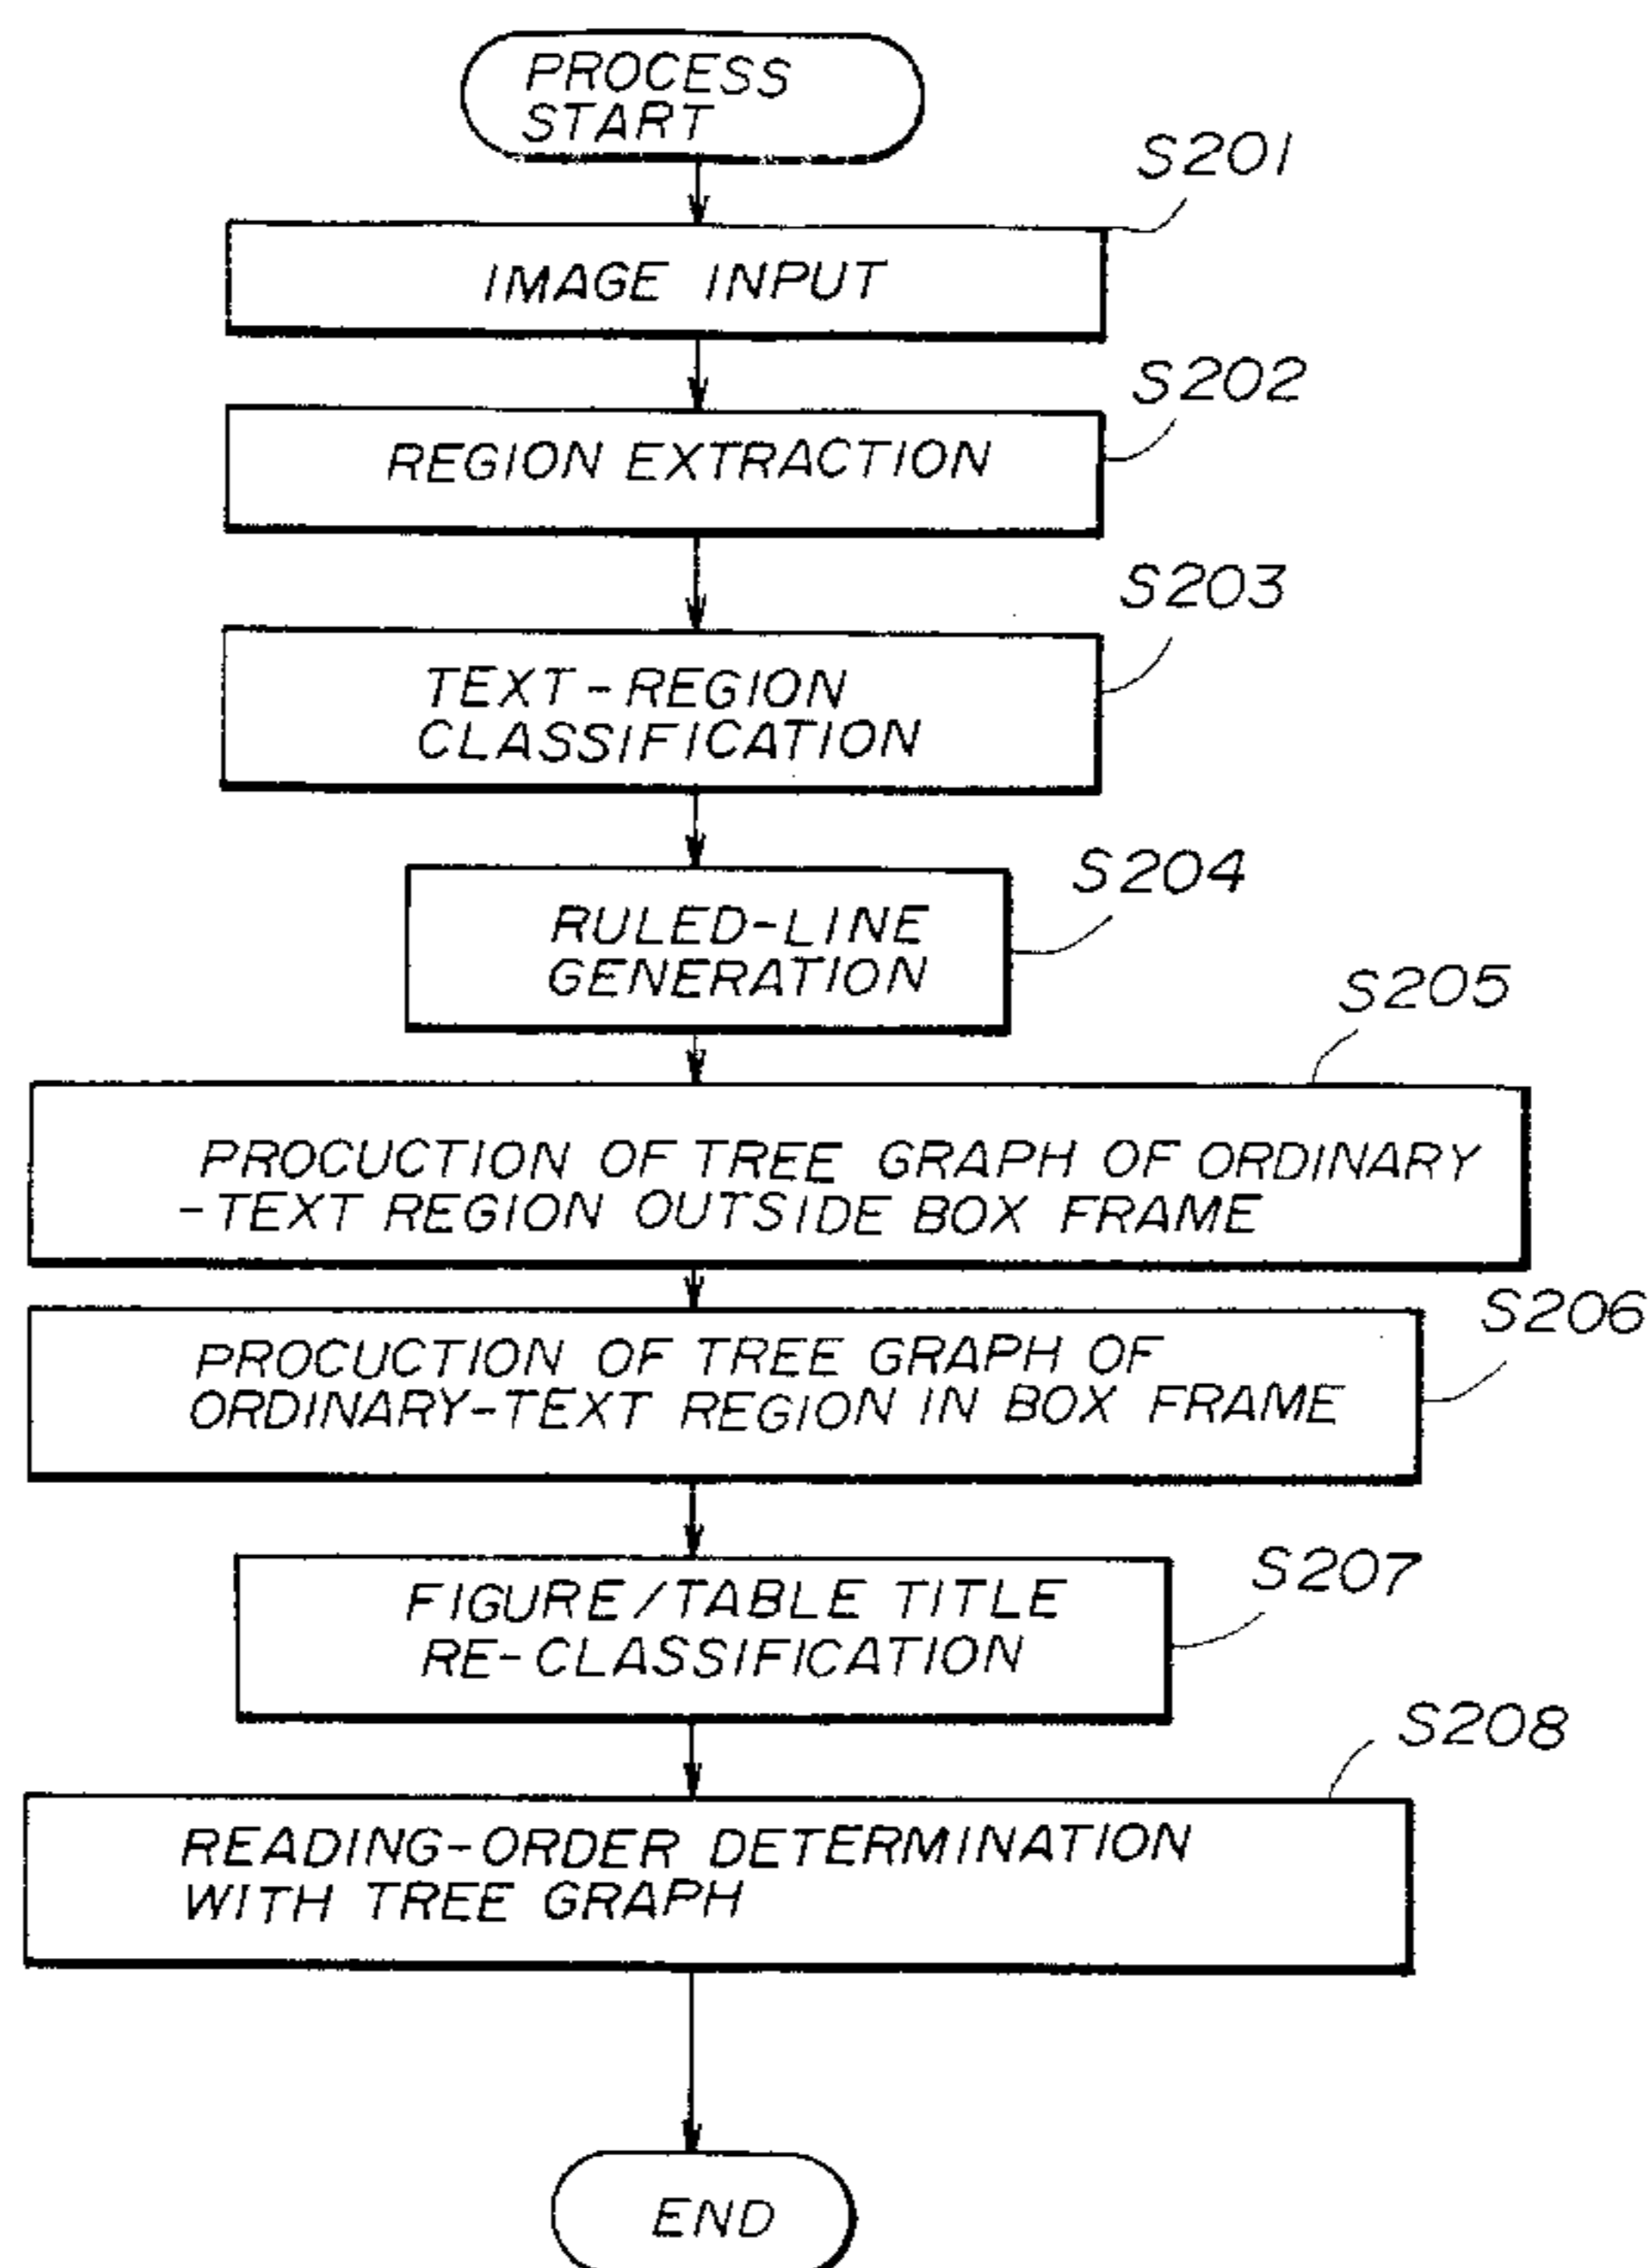 PROCESS
START
S201
IMAGE INPUT
S202
REGION EXTRACTION
S203
TEXT-REGION
CLASSIFICATION
S204
RULED-LINE
GENERATION
S205
PROCUCTION OF TREE GRAPH OF ORDINARY
-TEXT REGION OUTSIDE BOX FRAME
S206
PROCUCTION OF TREE GRAPH OF
ORDINARY-TEXT REGION IN BOX FRAME
S207
FIGURE/TABLE TITLE
RE-CLASSIFICATION
S208
READING-ORDER DETERMINATION
WITH TREE GRAPH
END